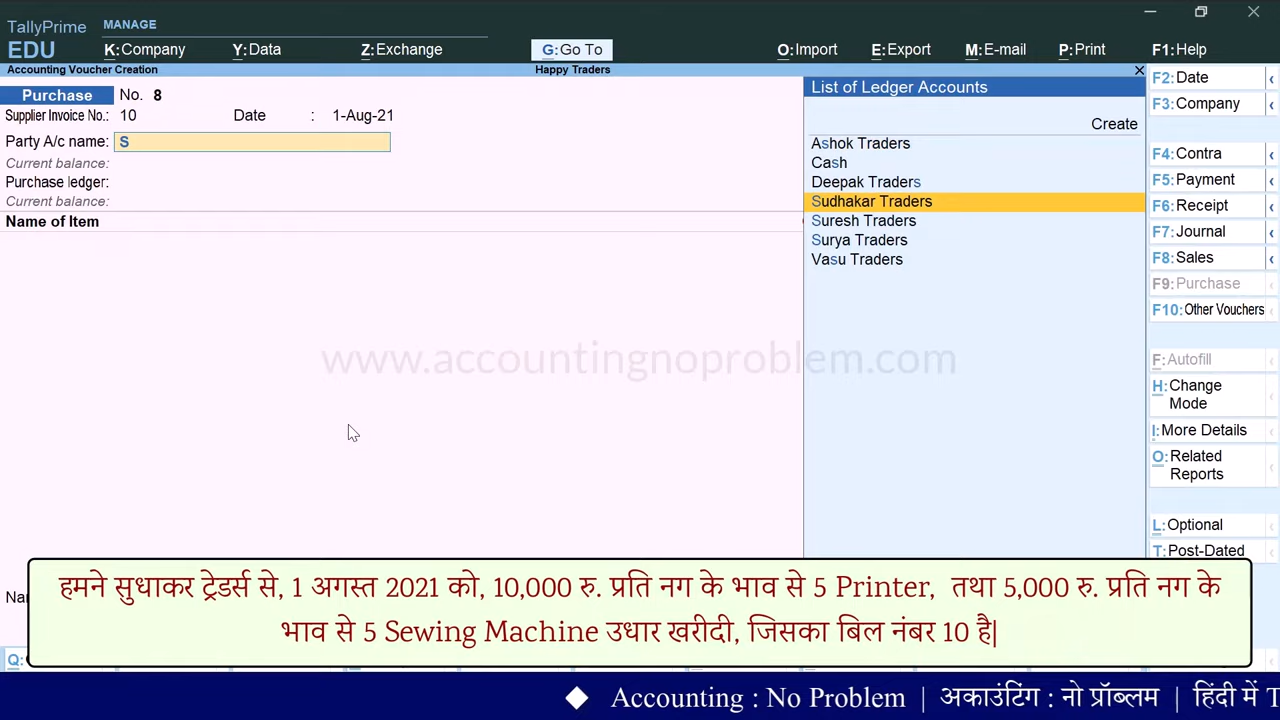 TallyPrime
MANAGE
EDU
K:Company
Y:Data
Z:Exchange
G:Go To
O:Import
E:Export
M:E-mail
P:Print
F1:Help
Accounting Voucher Creation
Happy Traders
Purchase No. 8
Supplier Invoice No.: 10 Date : 1-Aug-21
Party A/c name: S
Current balance:
Purchase ledger:
Current balance:
Name of Item
List of Ledger Accounts
Create
Ashok Traders
Cash
Deepak Traders
Sudhakar Traders
Suresh Traders
Surya Traders
Vasu Traders
F2:Date
F3:Company
F4:Contra
F5:Payment
F6:Receipt
F7:Journal
F8:Sales
F9:Purchase
F10:Other Vouchers
F:Autofill
H:Change
Mode
I:More Details
O:Related
Reports
L:Optional
T:Post-Dated
www.accountingnoproblem.com
हमने सुधाकर ट्रेडर्स से, 1 अगस्त 2021 को, 10,000 रु. प्रति नग के भाव से 5 Printer, तथा 5,000 रु. प्रति नग के
भाव से 5 Sewing Machine उधार खरीदी, जिसका बिल नंबर 10 है|
Q:
◆ Accounting : No Problem | अकाउंटिंग : नो प्रॉब्लम | हिंदी में